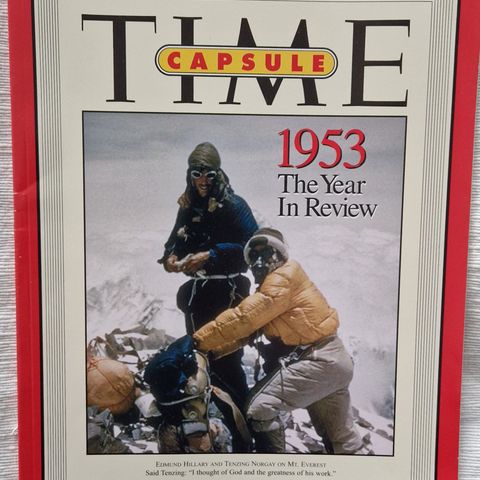 TIME
CAPSULE
1953
The Year
In Review
EDMUND HILLARY AND TENZING NORGAY ON MT. EVEREST
Said Tenzing: "I thought of God and the greatness of his work."